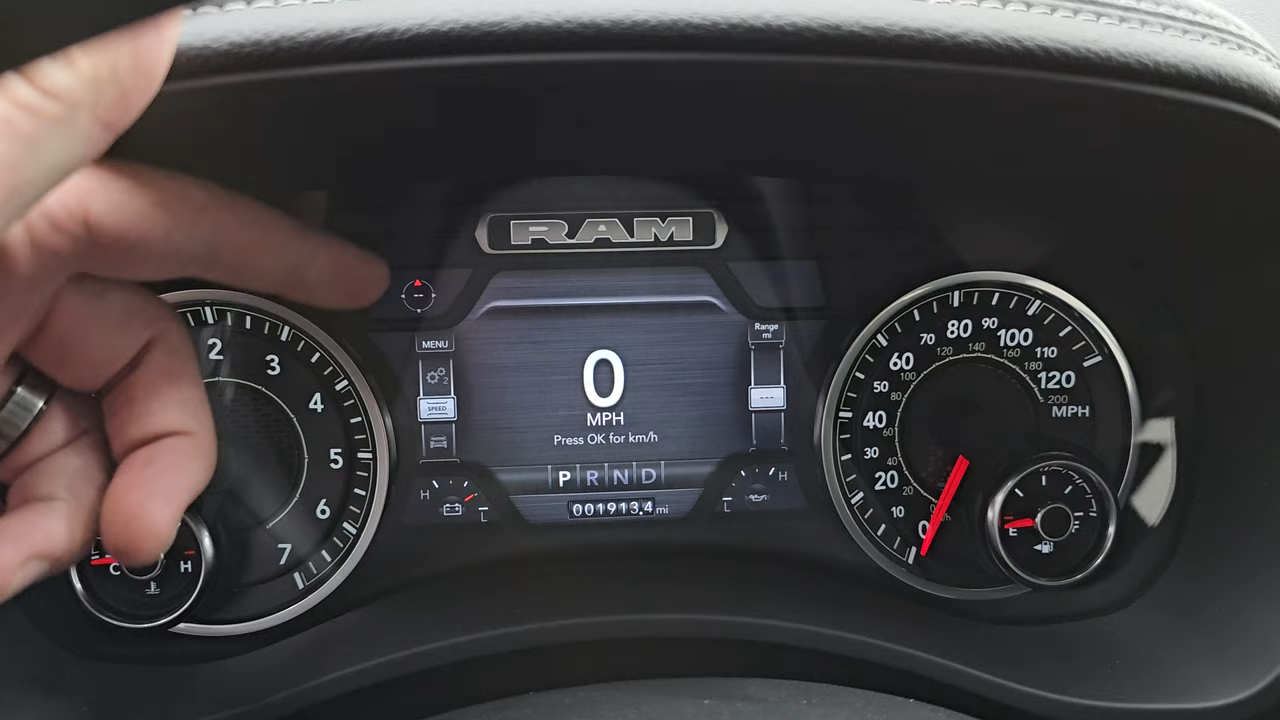 RAM
MENU
2
SPEED
0
MPH
Press OK for km/h
Range
mi
---
P R N D
001913.4 mi
H
L
H
L
2
3
4
5
6
7
C
H
0
10
20
30
40
50
60
70
80
90
100
110
120
MPH
20
40
60
80
100
120
140
160
180
200
E
F